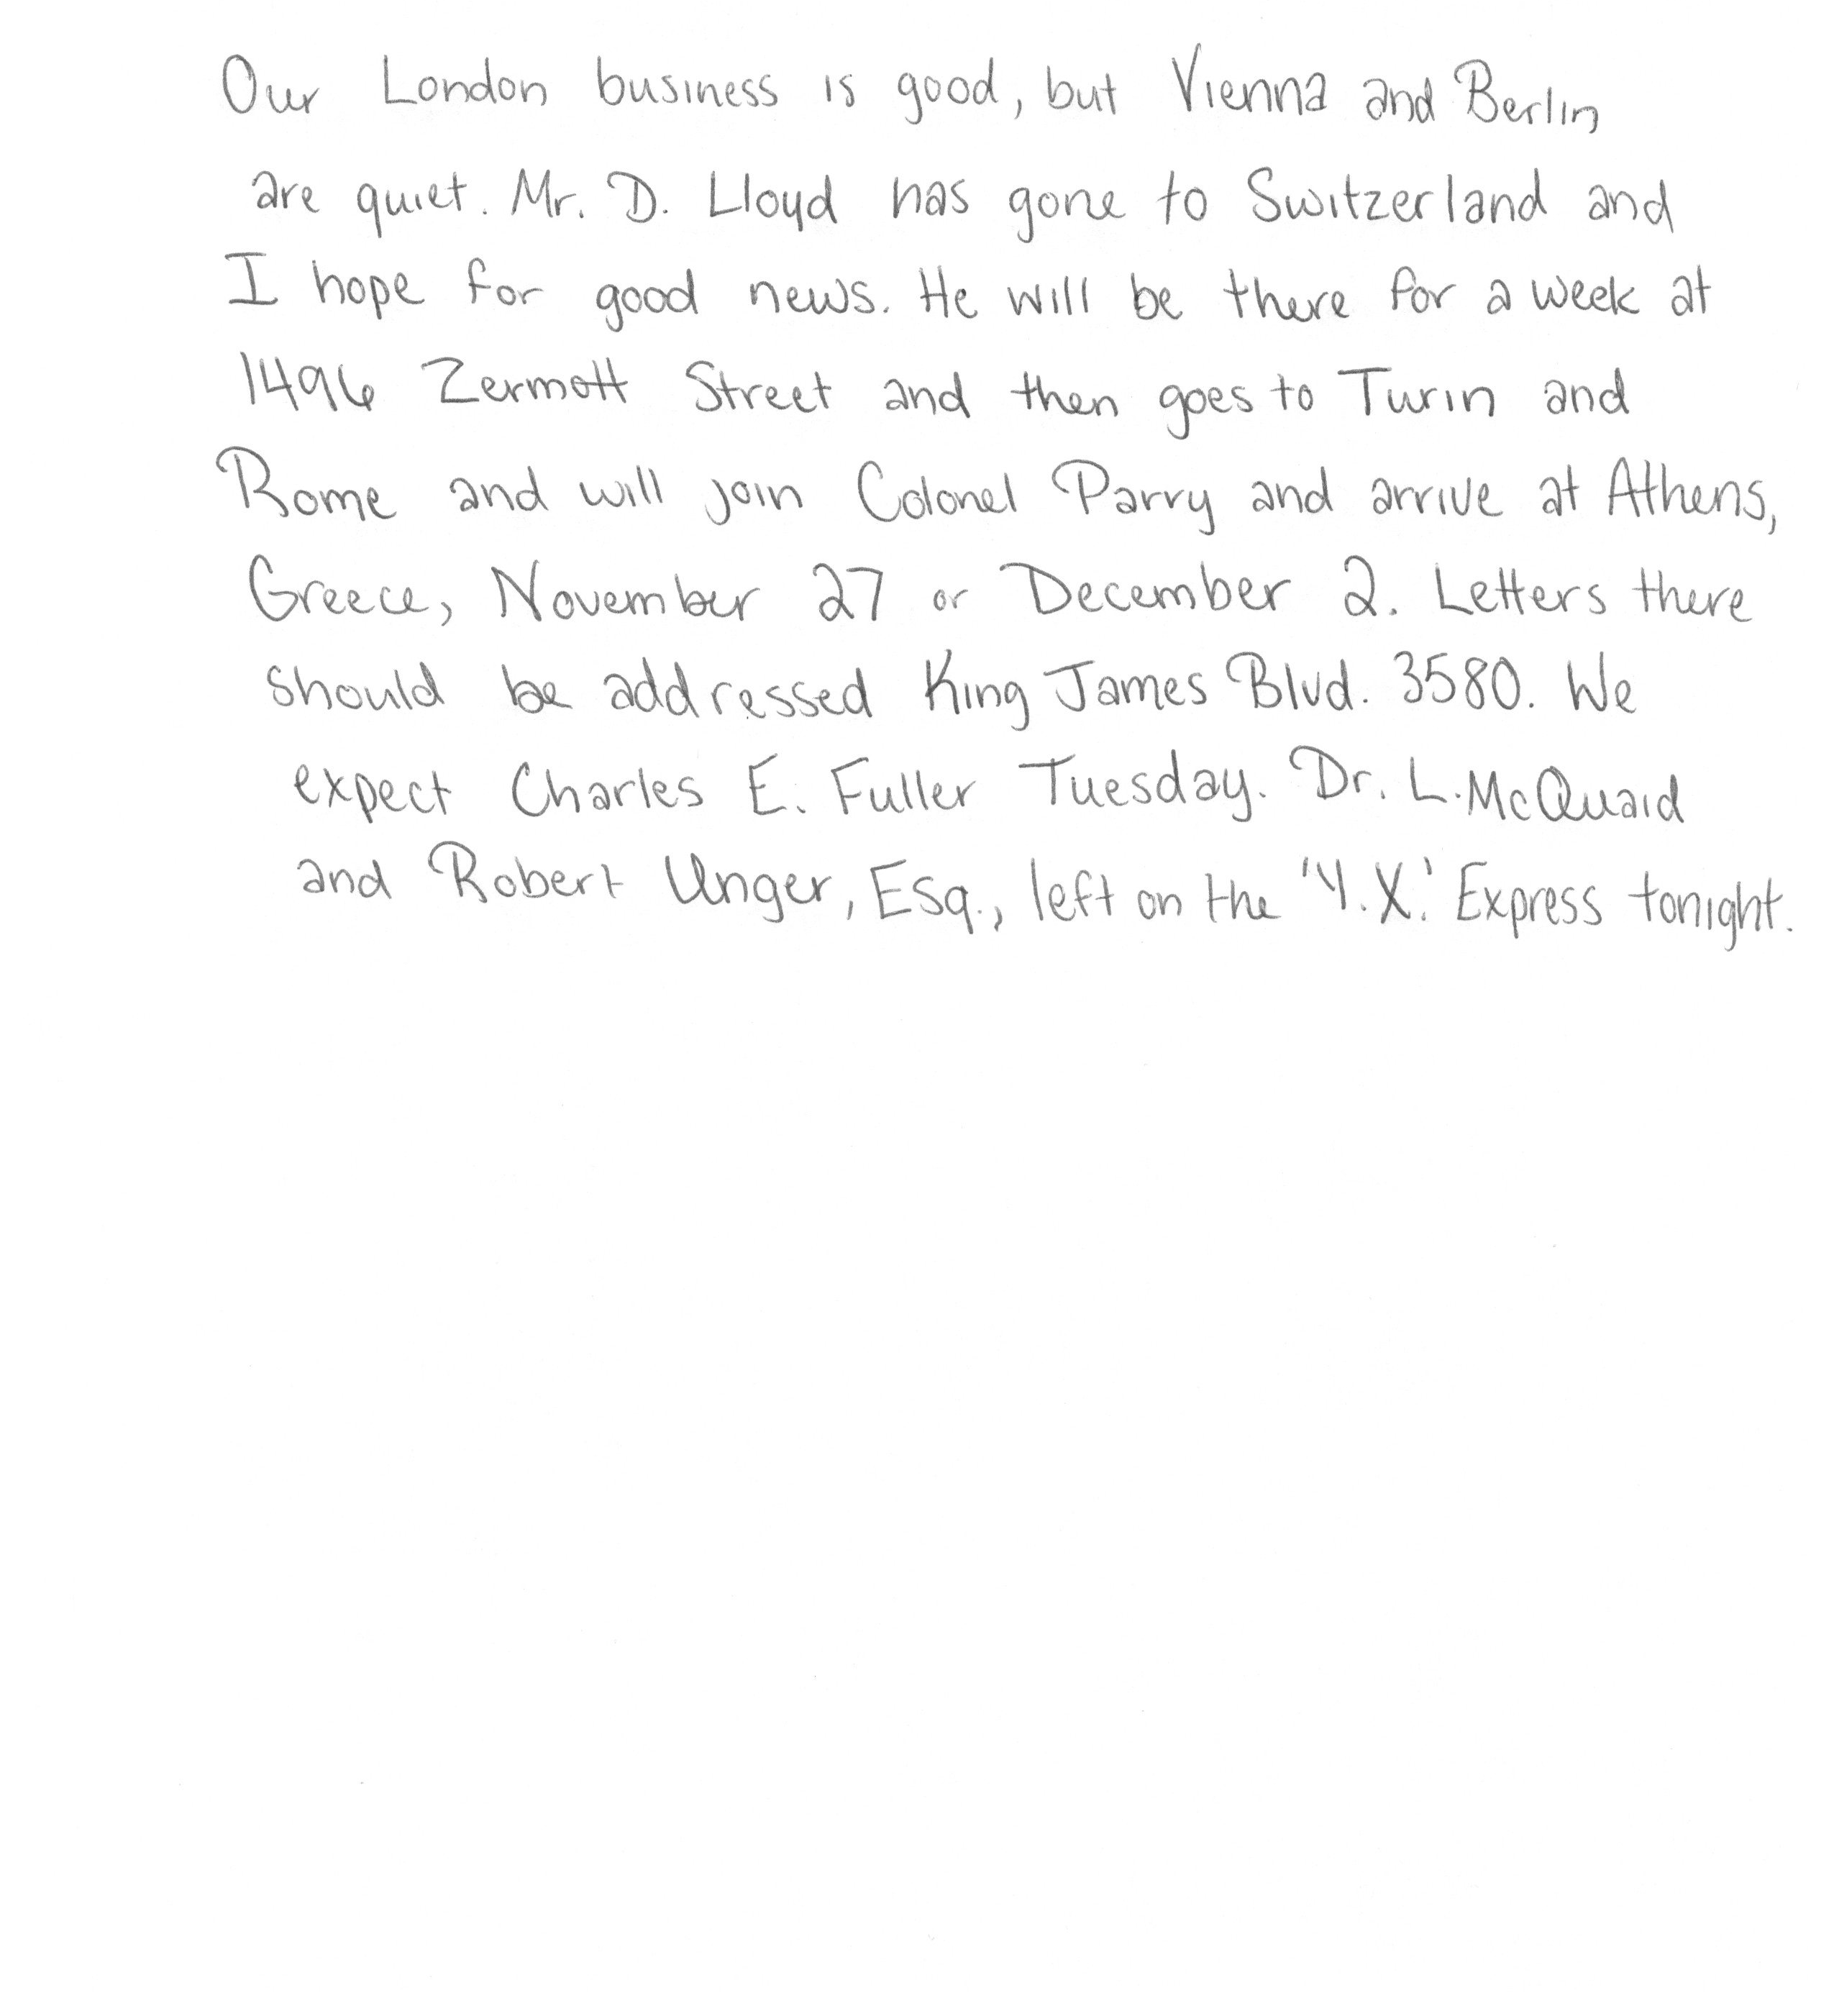 Our London business is good, but Vienna and Berlin
are quiet. Mr. D. Lloyd has gone to Switzerland and
I hope for good news. He will be there for a week at
1496 Zermott Street and then goes to Turin and
Rome and will join Colonel Parry and arrive at Athens,
Greece, November 27 or December 2. Letters there
should be addressed King James Blvd. 3580. We
expect Charles E. Fuller Tuesday. Dr. L. McQuaid
and Robert Unger, Esq., left on the 'Y.X.' Express tonight.